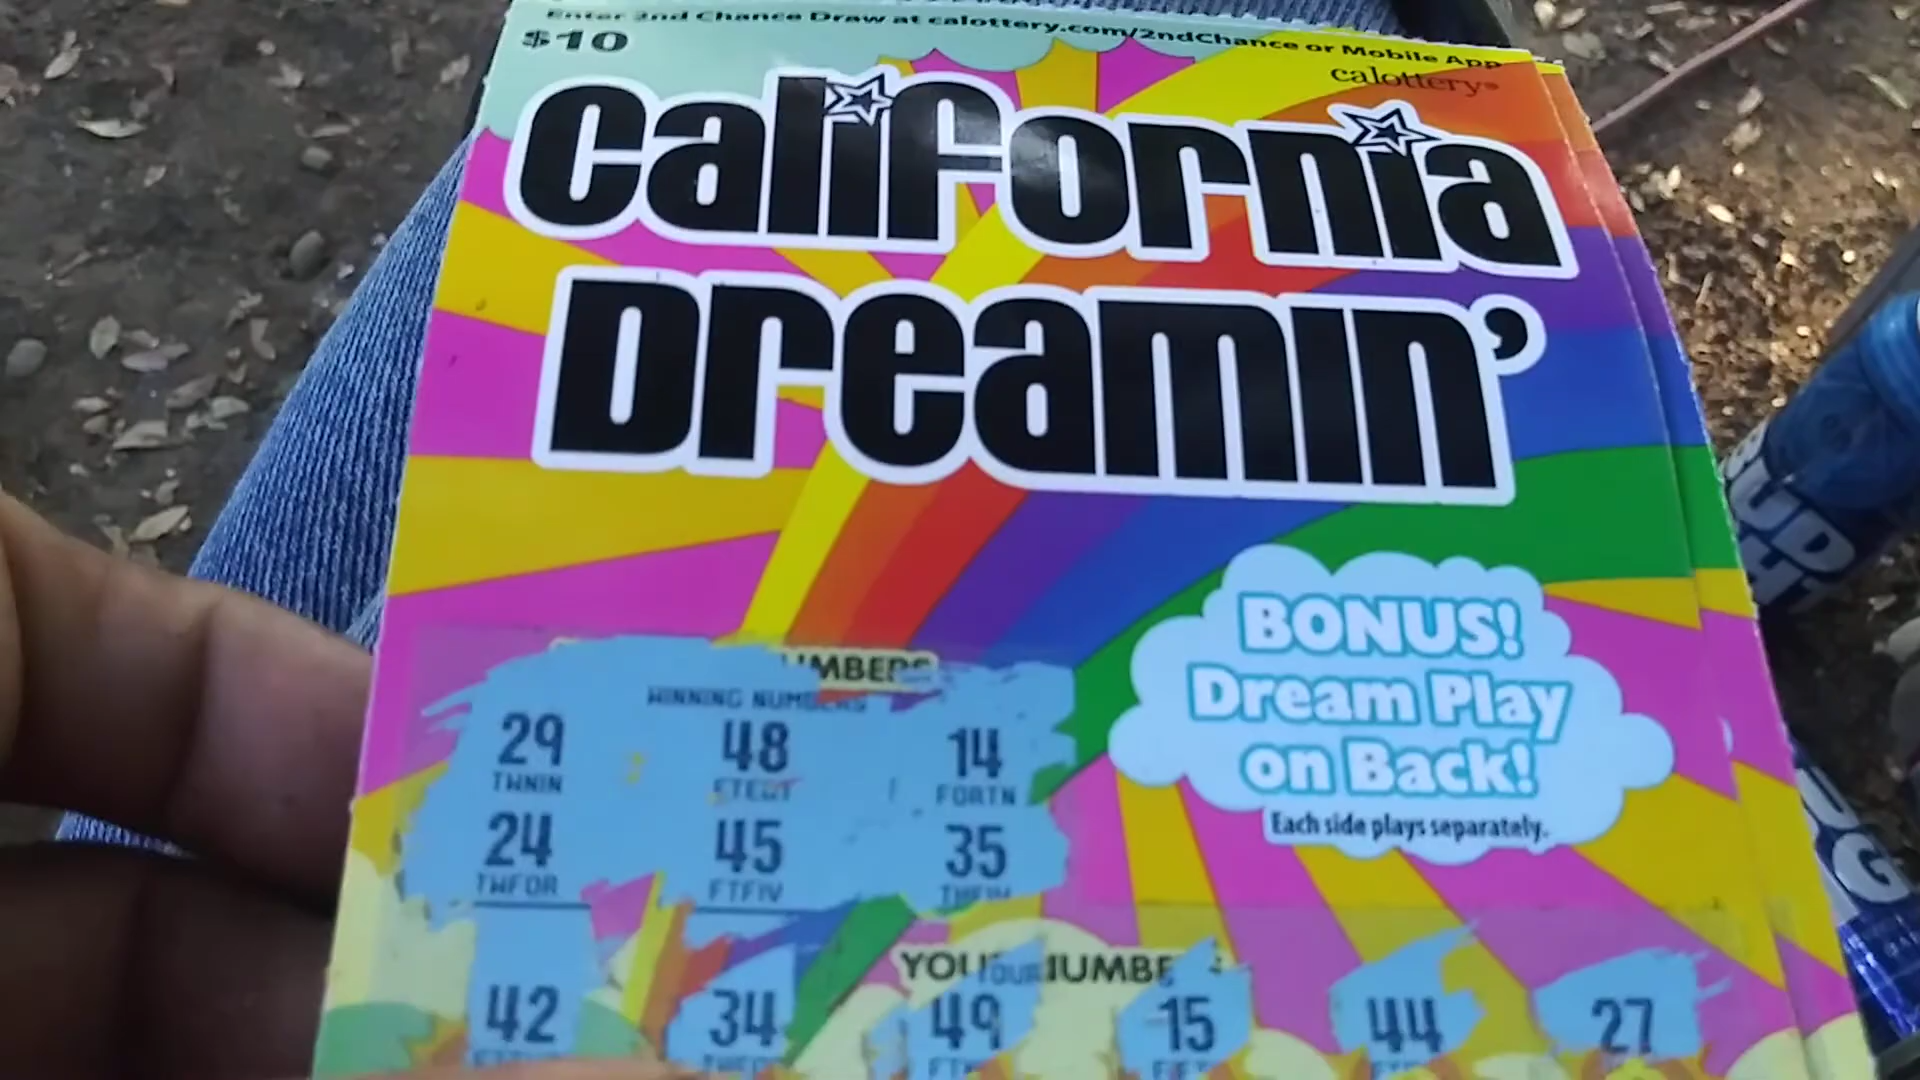 Enter 2nd Chance Draw at calottery.com/2ndChance or Mobile App
$10
calottery
California
Dreamin'
BONUS!
Dream Play
on Back!
Each side plays separately.
WINNING NUMBERS
29 48 14
TWNIN FORTN
24 45 35
TWFOR FTFIV
42 34 49 15 44 27
BUD